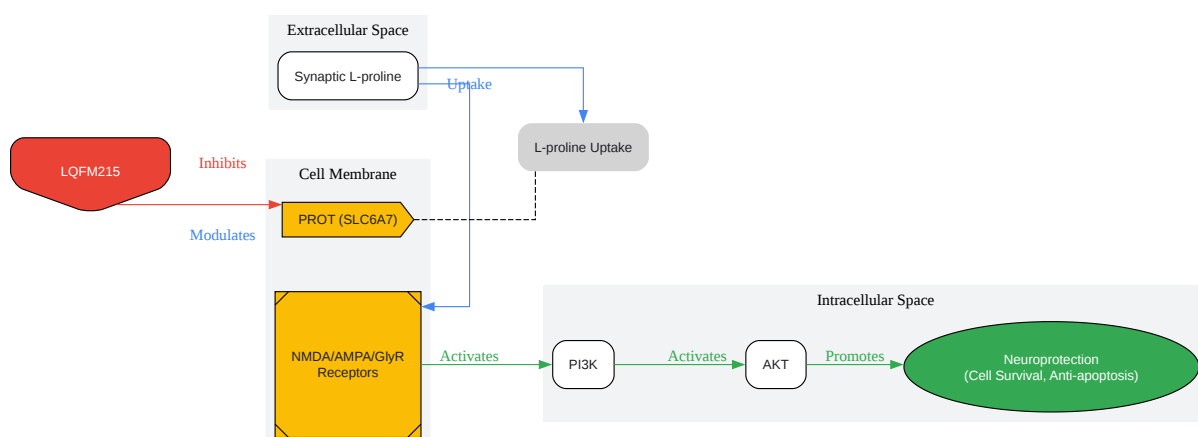 Extracellular Space
Synaptic L-proline
Uptake
L-proline Uptake
LQFM215
Inhibits
Cell Membrane
PROT (SLC6A7)
Modulates
Intracellular Space
NMDA/AMPA/GlyR
Receptors
Activates
PI3K
Activates
AKT
Promotes
Neuroprotection
(Cell Survival, Anti-apoptosis)